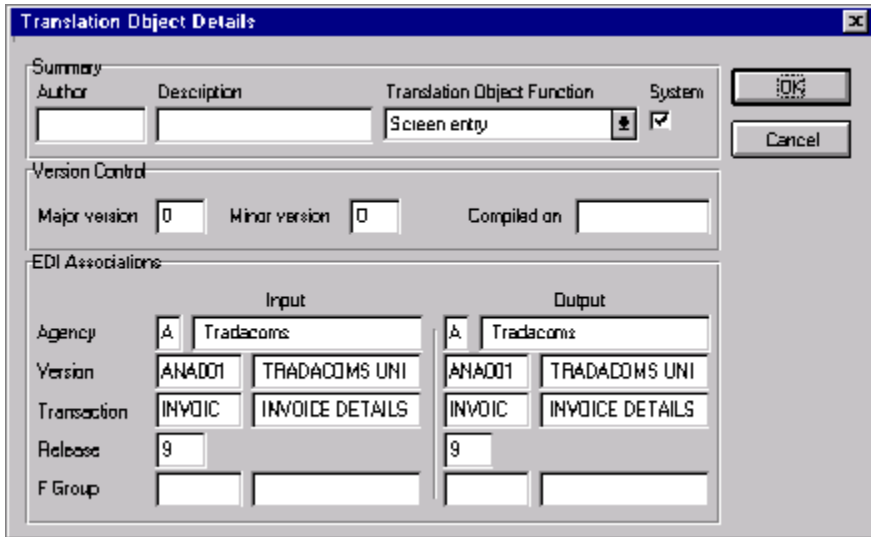 Translation Object Details
Summary
Author Description Translation Object Function System
Screen entry
OK
Cancel
Version Control
Major version 0 Minor version 0 Compiled on
EDI Associations
Input Output
Agency A Tradacoms A Tradacoms
Version ANA001 TRADACOMS UNI ANA001 TRADACOMS UNI
Transaction INVOIC INVOICE DETAILS INVOIC INVOICE DETAILS
Release 9 9
F Group